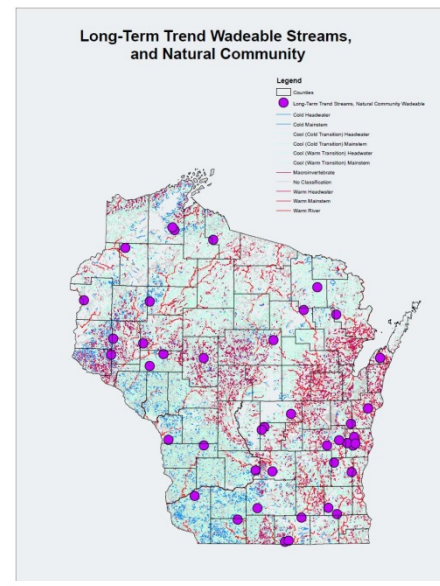 Long-Term Trend Wadeable Streams,
and Natural Community
Legend
Counties
Long-Term Trend Streams, Natural Community Wadeable
Cold Headwater
Cold Mainstem
Cool (Cold Transition) Headwater
Cool (Cold Transition) Mainstem
Cool (Warm Transition) Headwater
Cool (Warm Transition) Mainstem
Macroinvertebrate
No Classification
Warm Headwater
Warm Mainstem
Warm River